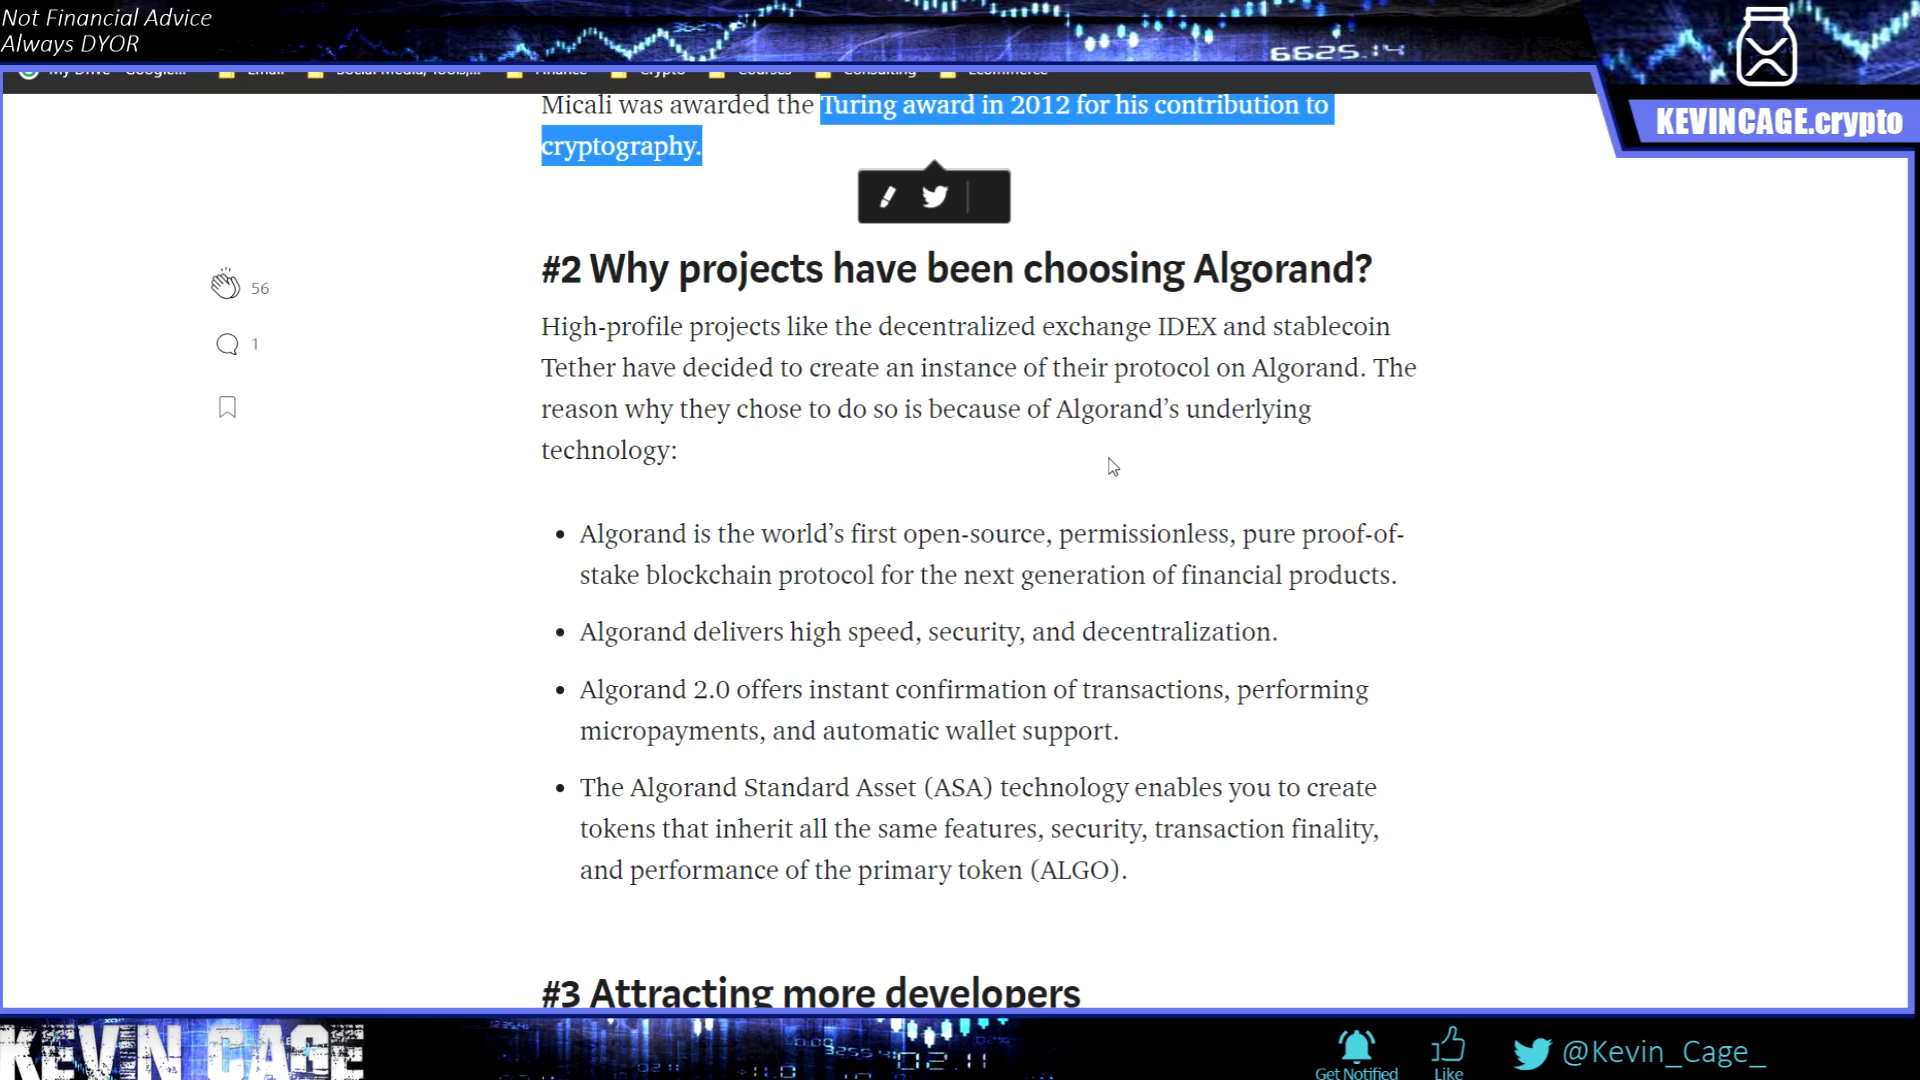 Not Financial Advice
Always DYOR
6625.14
My Drive - Google... Email Social Media, Tools,... Finance Crypto Courses Consulting Ecommerce
KEVINCAGE.crypto
Micali was awarded the Turing award in 2012 for his contribution to
cryptography.
#2 Why projects have been choosing Algorand?
56
High-profile projects like the decentralized exchange IDEX and stablecoin
1
Tether have decided to create an instance of their protocol on Algorand. The
reason why they chose to do so is because of Algorand’s underlying
technology:
• Algorand is the world’s first open-source, permissionless, pure proof-of-
stake blockchain protocol for the next generation of financial products.
• Algorand delivers high speed, security, and decentralization.
• Algorand 2.0 offers instant confirmation of transactions, performing
micropayments, and automatic wallet support.
• The Algorand Standard Asset (ASA) technology enables you to create
tokens that inherit all the same features, security, transaction finality,
and performance of the primary token (ALGO).
#3 Attracting more developers
KEVIN CAGE
02.11
Get Notified
Like
@Kevin_Cage_